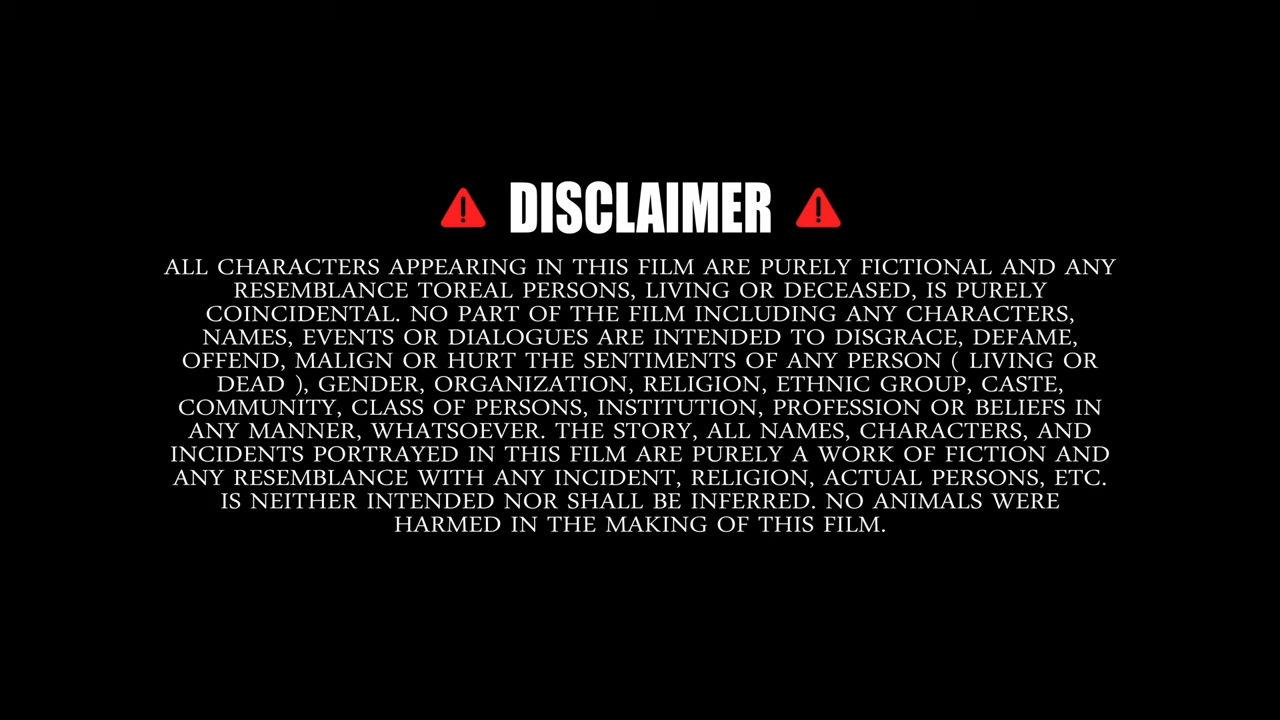 DISCLAIMER
ALL CHARACTERS APPEARING IN THIS FILM ARE PURELY FICTIONAL AND ANY
RESEMBLANCE TOREAL PERSONS, LIVING OR DECEASED, IS PURELY
COINCIDENTAL. NO PART OF THE FILM INCLUDING ANY CHARACTERS,
NAMES, EVENTS OR DIALOGUES ARE INTENDED TO DISGRACE, DEFAME,
OFFEND, MALIGN OR HURT THE SENTIMENTS OF ANY PERSON ( LIVING OR
DEAD ), GENDER, ORGANIZATION, RELIGION, ETHNIC GROUP, CASTE,
COMMUNITY, CLASS OF PERSONS, INSTITUTION, PROFESSION OR BELIEFS IN
ANY MANNER, WHATSOEVER. THE STORY, ALL NAMES, CHARACTERS, AND
INCIDENTS PORTRAYED IN THIS FILM ARE PURELY A WORK OF FICTION AND
ANY RESEMBLANCE WITH ANY INCIDENT, RELIGION, ACTUAL PERSONS, ETC.
IS NEITHER INTENDED NOR SHALL BE INFERRED. NO ANIMALS WERE
HARMED IN THE MAKING OF THIS FILM.